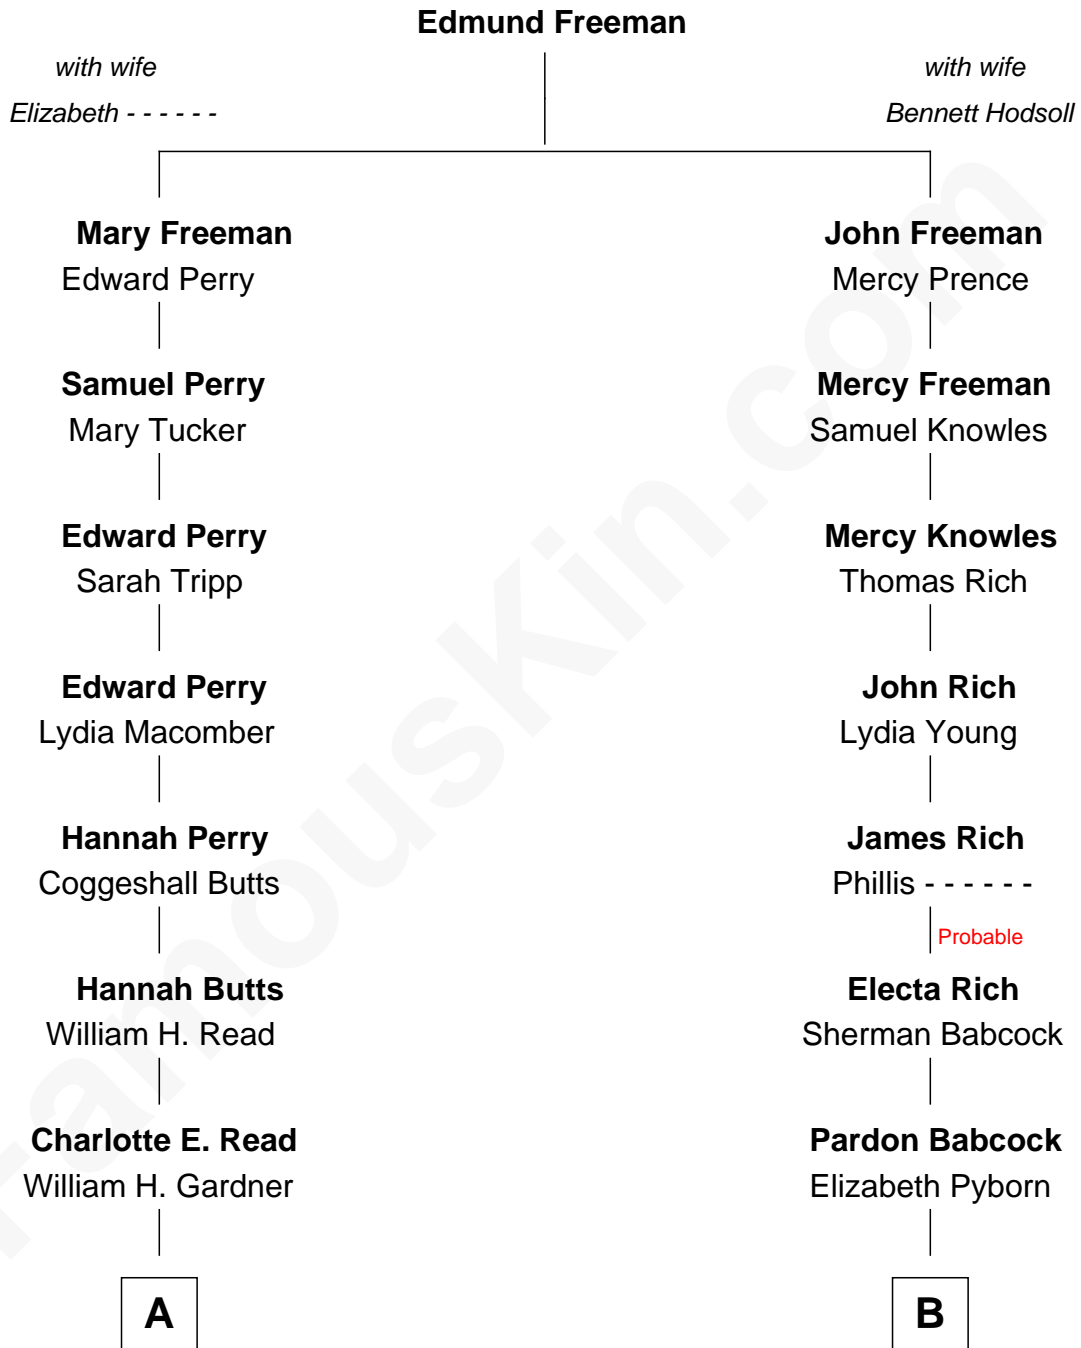 Edmund Freeman
with wife
Elizabeth - - - - - -
with wife
Bennett Hodsoll
Mary Freeman
Edward Perry
John Freeman
Mercy Prence
Samuel Perry
Mary Tucker
Mercy Freeman
Samuel Knowles
Edward Perry
Sarah Tripp
Mercy Knowles
Thomas Rich
Edward Perry
Lydia Macomber
John Rich
Lydia Young
Hannah Perry
Coggeshall Butts
James Rich
Phillis - - - - - -
Probable
Hannah Butts
William H. Read
Electa Rich
Sherman Babcock
Charlotte E. Read
William H. Gardner
Pardon Babcock
Elizabeth Pyborn
A
B
FamousKin.com